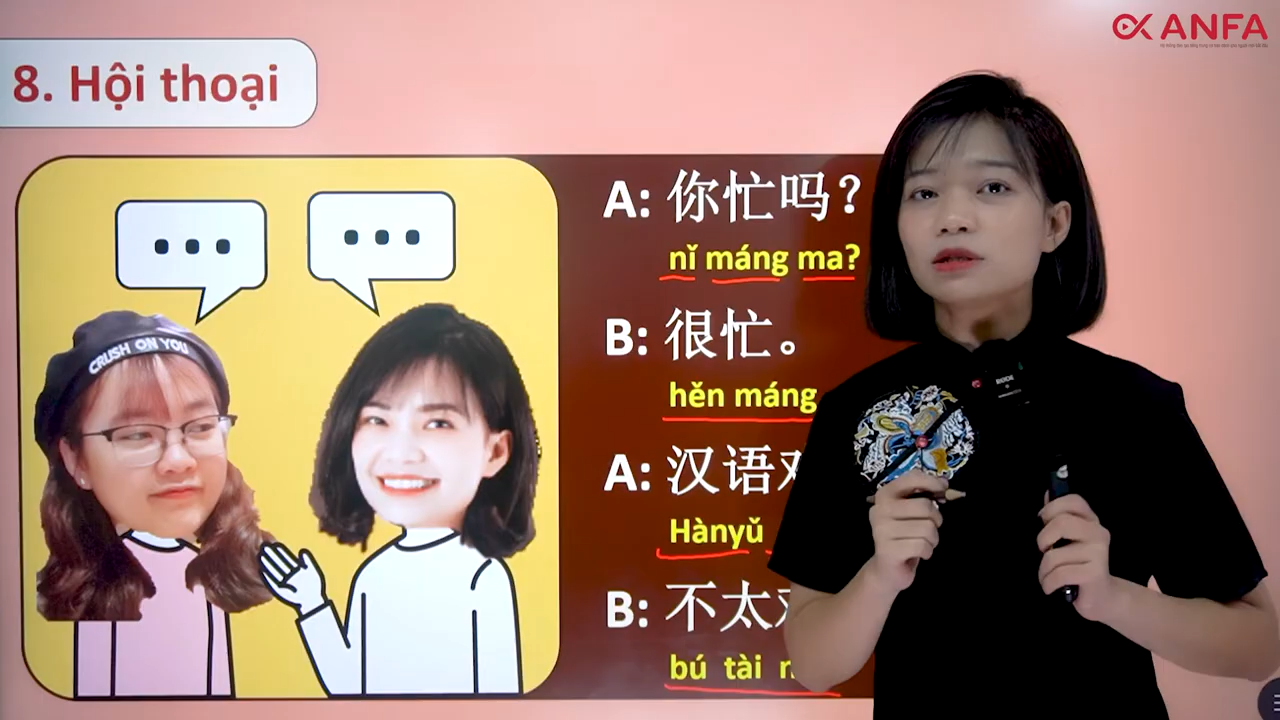 ANFA
8. Hội thoại
CRUSH ON YOU
A: 你忙吗？
nǐ máng ma?
B: 很忙。
hěn máng
A: 汉语
Hànyǔ
B: 不太
bú tài